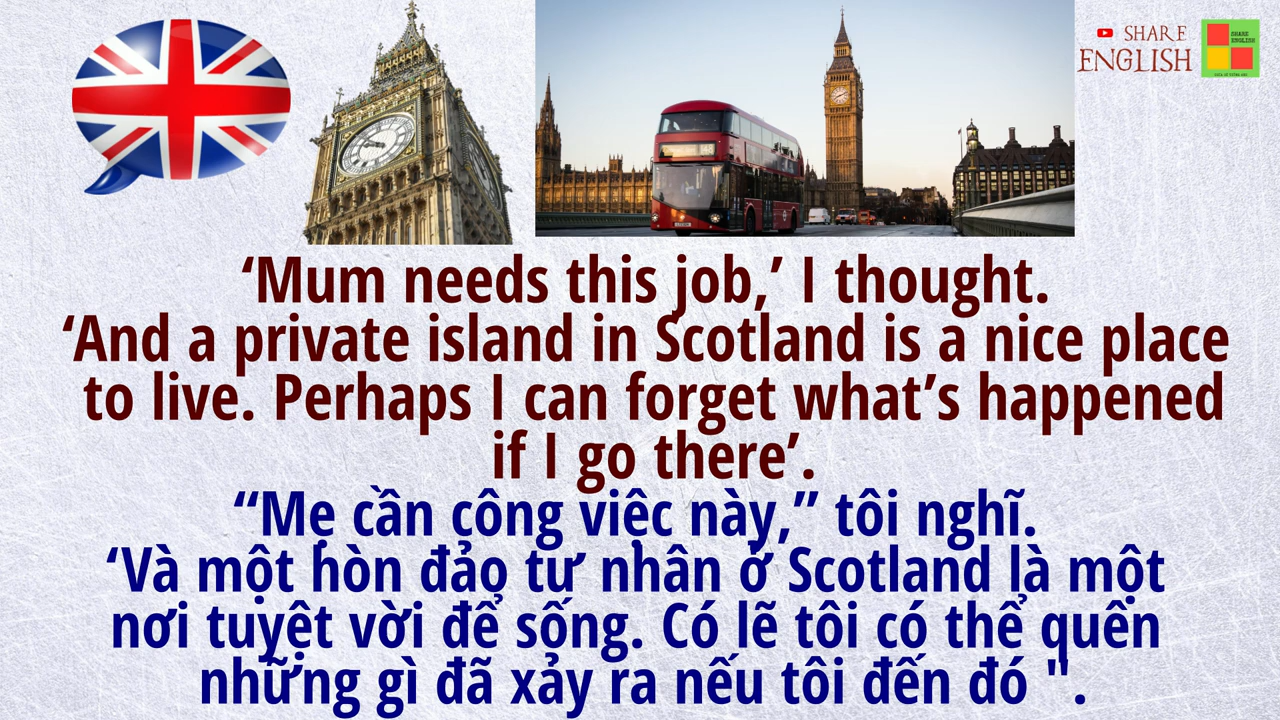 SHARE
ENGLISH
SHARE
ENGLISH
‘Mum needs this job,’ I thought.
‘And a private island in Scotland is a nice place
to live. Perhaps I can forget what’s happened
if I go there’.
“Mẹ cần công việc này,” tôi nghĩ.
‘Và một hòn đảo tư nhân ở Scotland là một
nơi tuyệt vời để sống. Có lẽ tôi có thể quên
những gì đã xảy ra nếu tôi đến đó ".